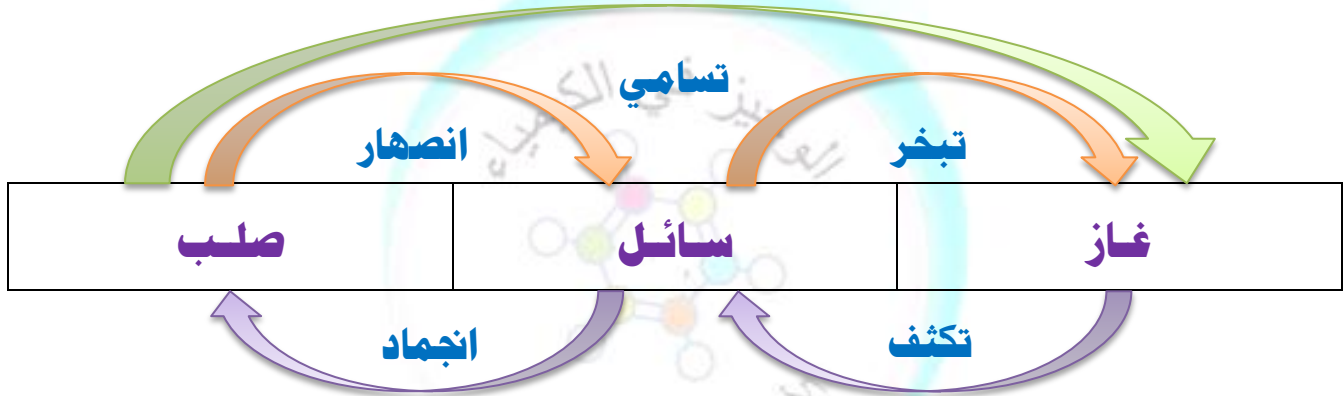 تسامي
انصهار
تبخر
صلب
سائل
غاز
انجماد
تكثف